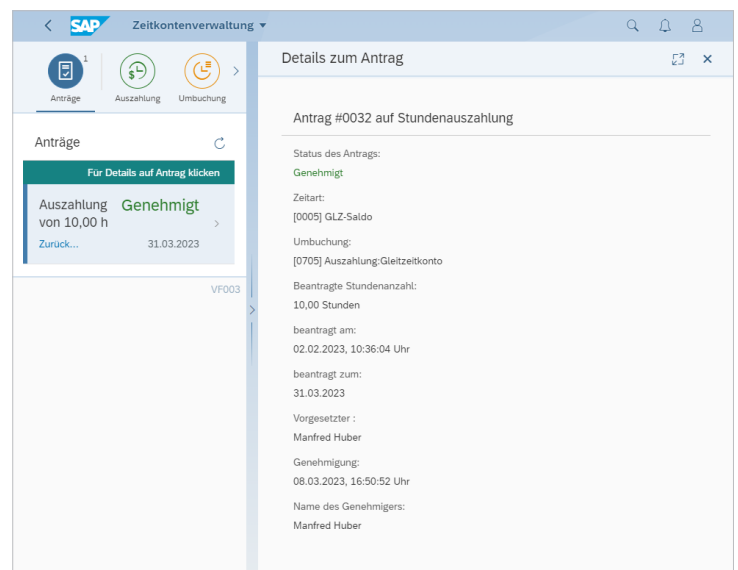 SAP Zeitkontenverwaltung
1
Anträge Auszahlung Umbuchung
Anträge
Für Details auf Antrag klicken
Auszahlung von 10,00 h
Genehmigt
Zurück... 31.03.2023
VF003
Details zum Antrag
Antrag #0032 auf Stundenauszahlung
Status des Antrags:
Genehmigt
Zeitart:
[0005] GLZ-Saldo
Umbuchung:
[0705] Auszahlung:Gleitzeitkonto
Beantragte Stundenanzahl:
10,00 Stunden
beantragt am:
02.02.2023, 10:36:04 Uhr
beantragt zum:
31.03.2023
Vorgesetzter :
Manfred Huber
Genehmigung:
08.03.2023, 16:50:52 Uhr
Name des Genehmigers:
Manfred Huber